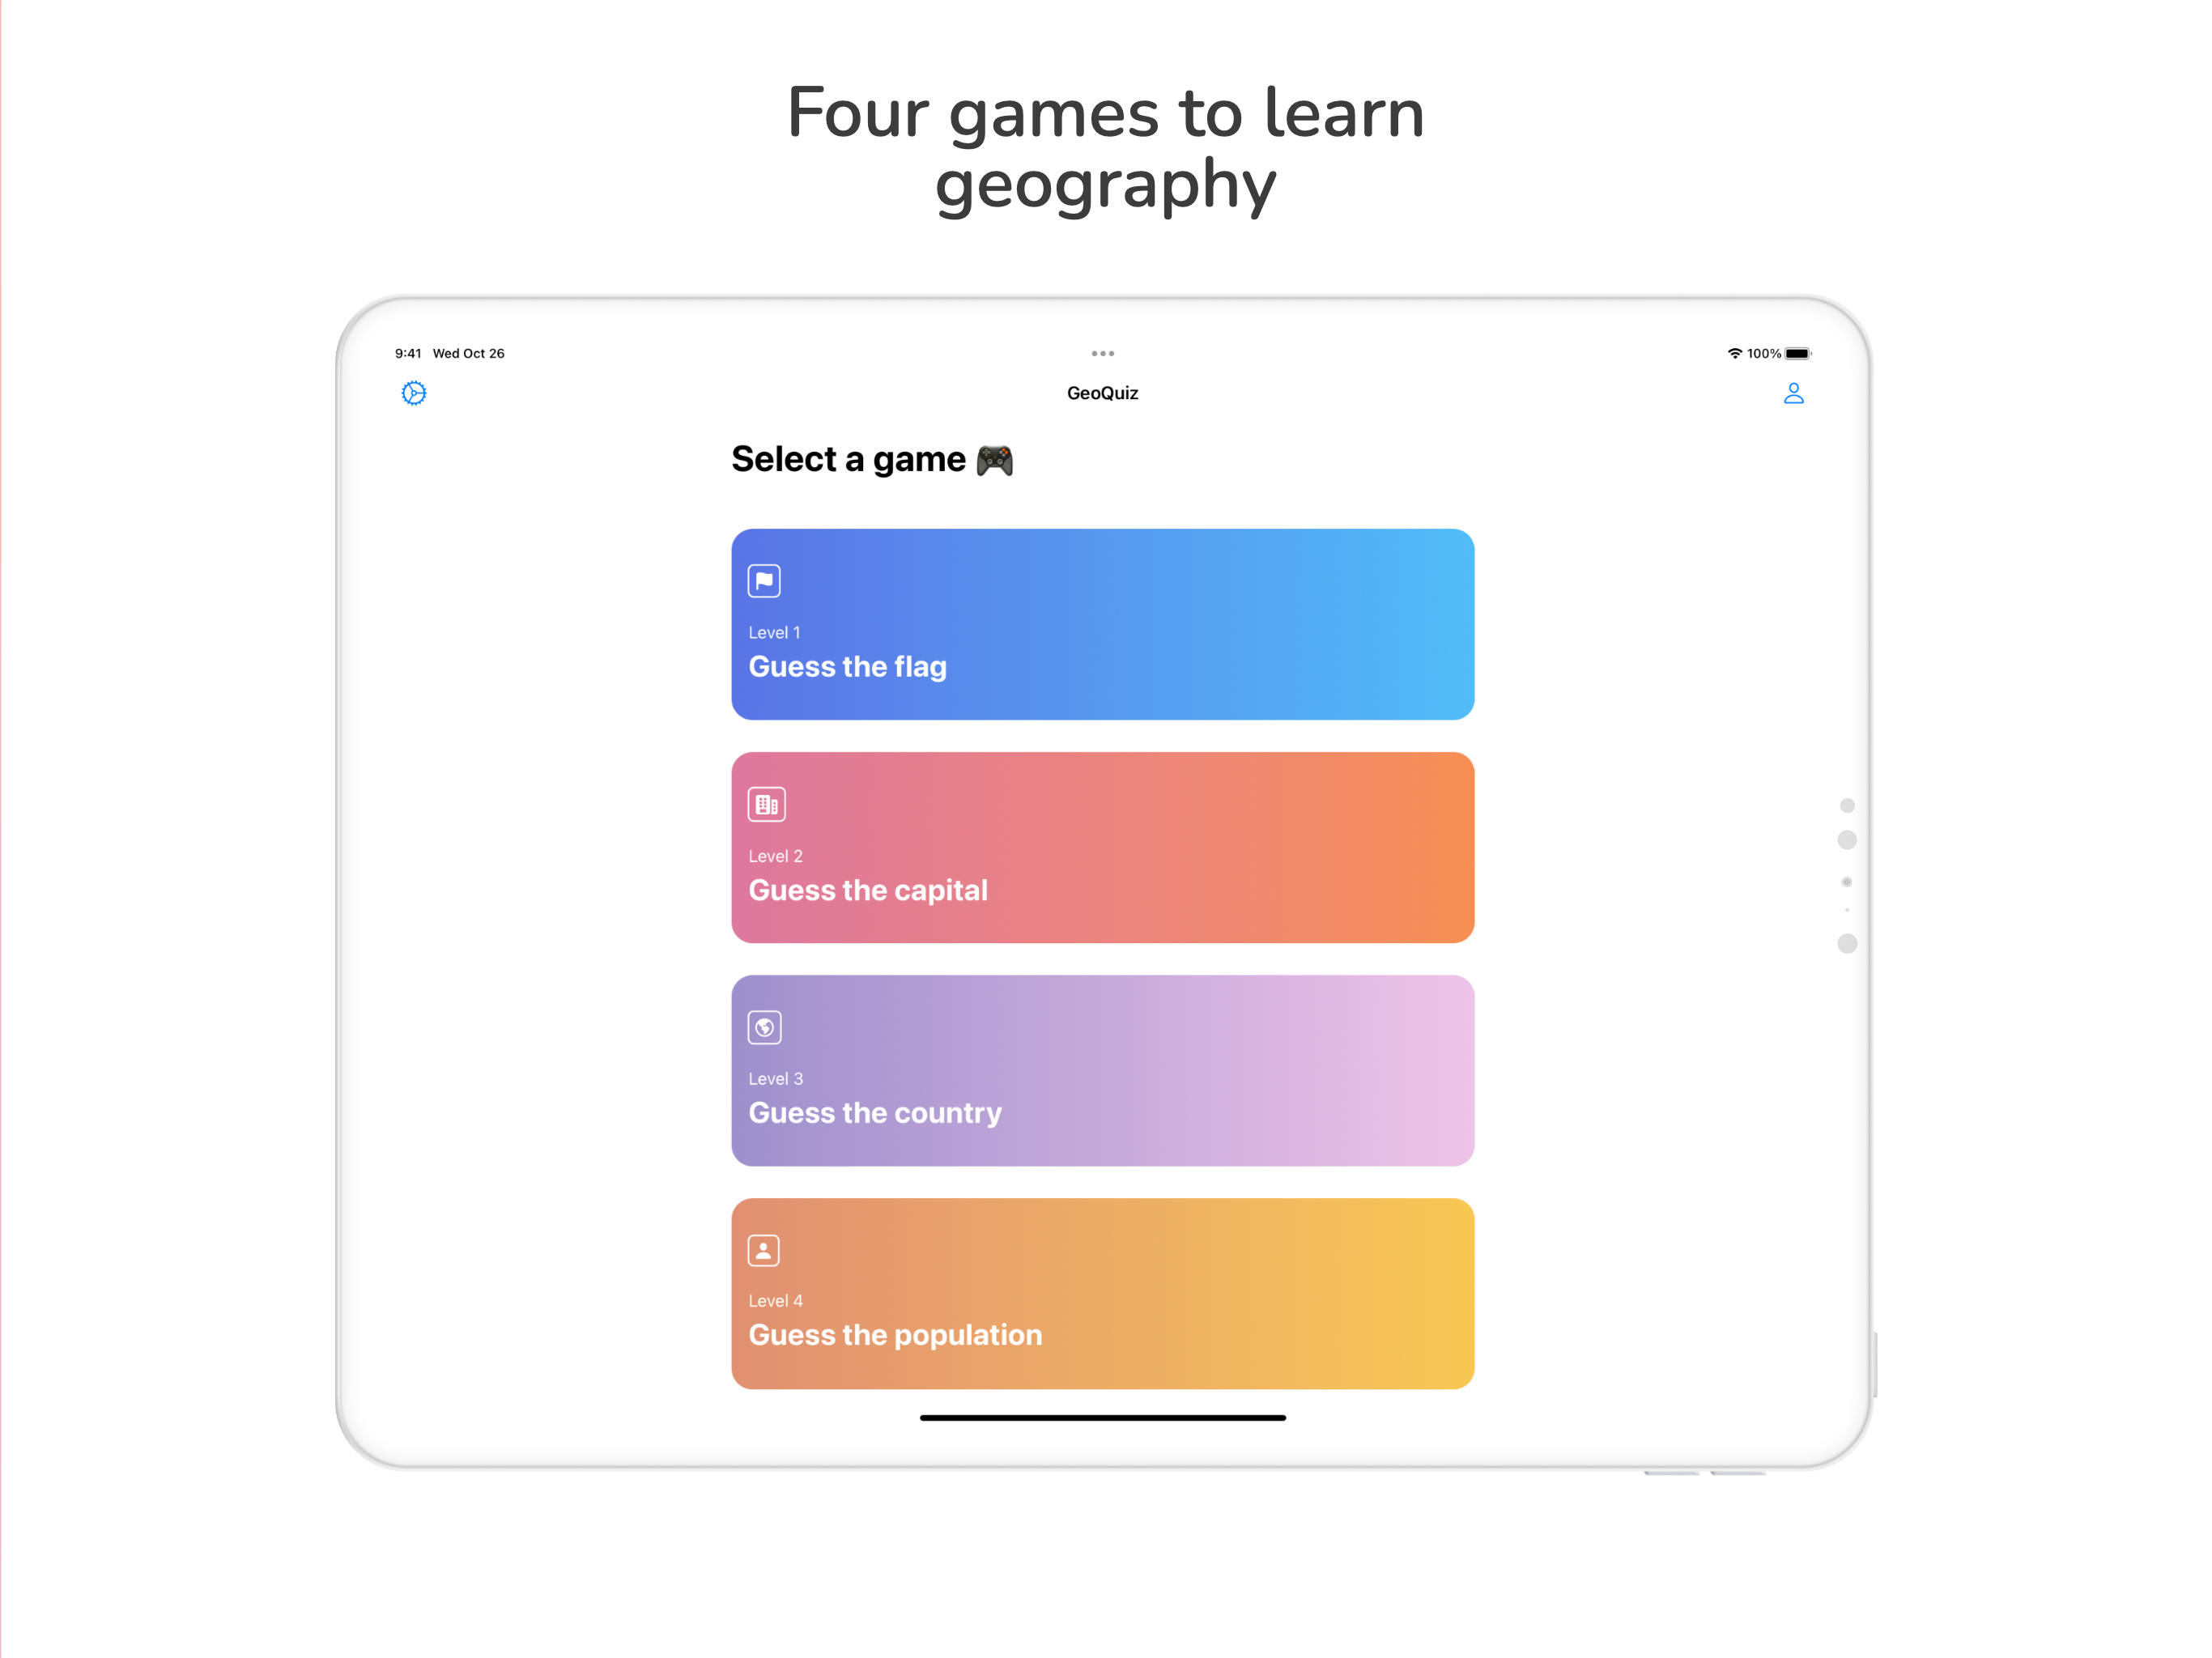 Four games to learn
geography
9:41 Wed Oct 26
100%
GeoQuiz
Select a game 🎮
Level 1
Guess the flag
Level 2
Guess the capital
Level 3
Guess the country
Level 4
Guess the population